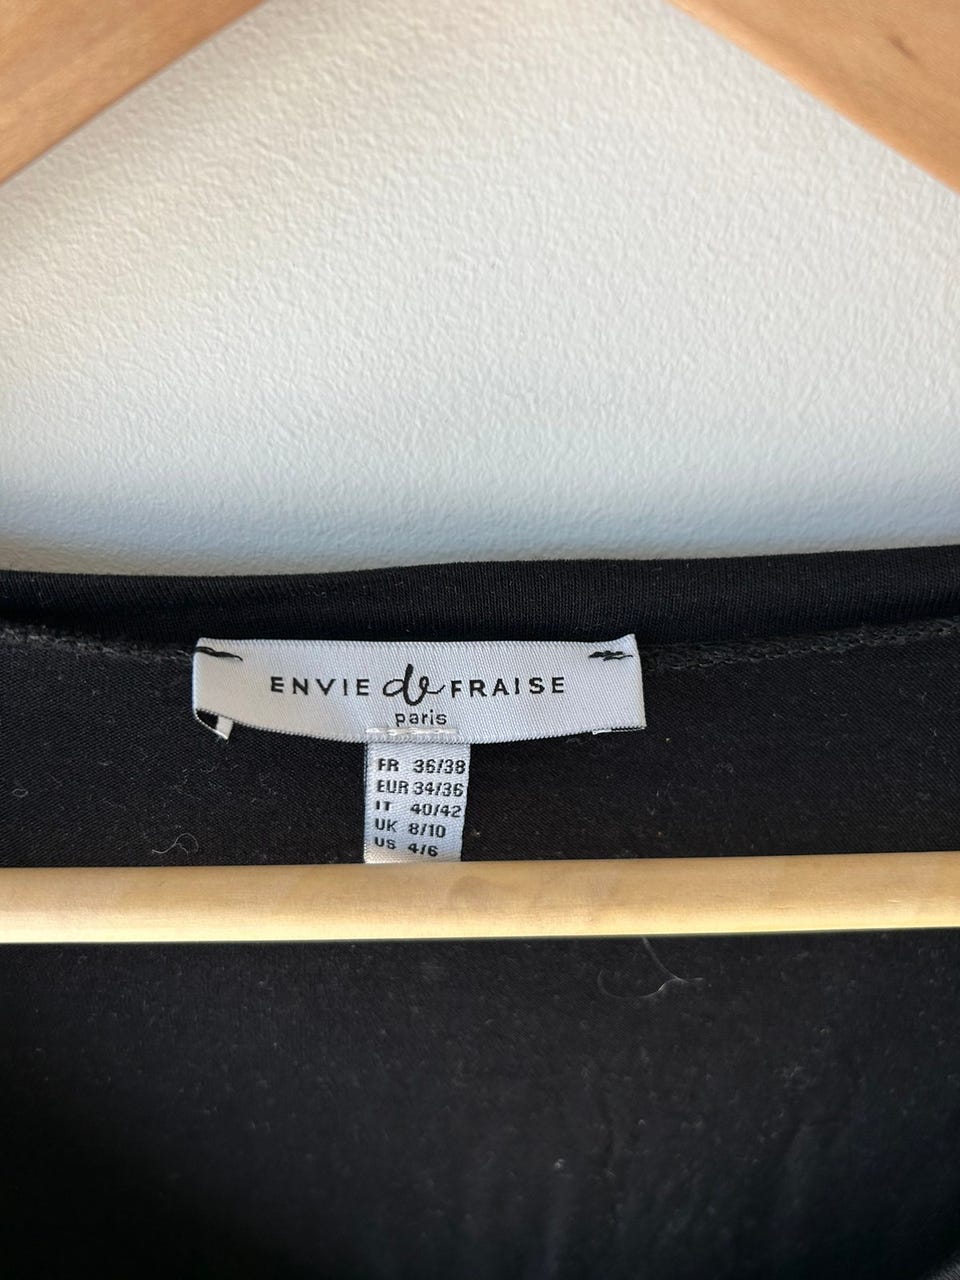 ENVIE de FRAISE
paris
FR 36/38
EUR 34/36
IT 40/42
UK 8/10
US 4/6